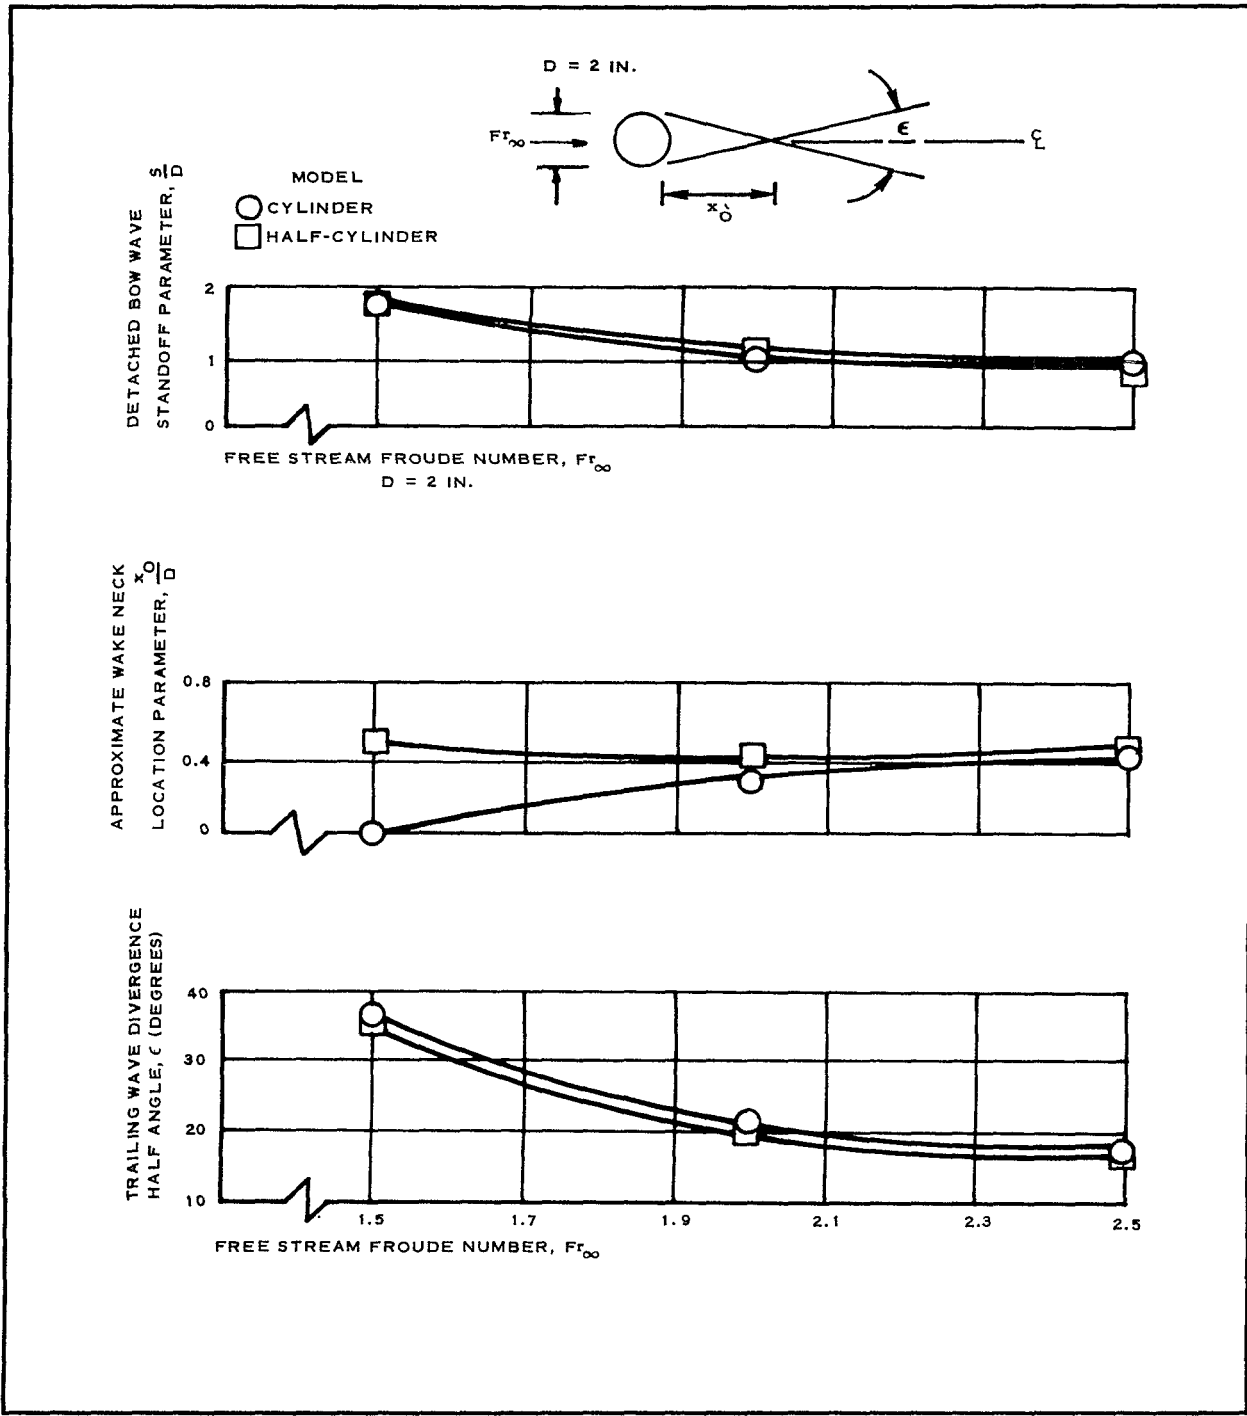 D = 2 IN.
Fr∞
ϵ
C L
x o
MODEL
CYLINDER
HALF-CYLINDER
DETACHED BOW WAVE
STANDOFF PARAMETER, S/D
2
1
0
FREE STREAM FROUDE NUMBER, Fr∞
D = 2 IN.
APPROXIMATE WAKE NECK
LOCATION PARAMETER, xO/D
0.8
0.4
0
TRAILING WAVE DIVERGENCE
HALF ANGLE, ϵ (DEGREES)
40
30
20
10
1.5 1.7 1.9 2.1 2.3 2.5
FREE STREAM FROUDE NUMBER, Fr∞